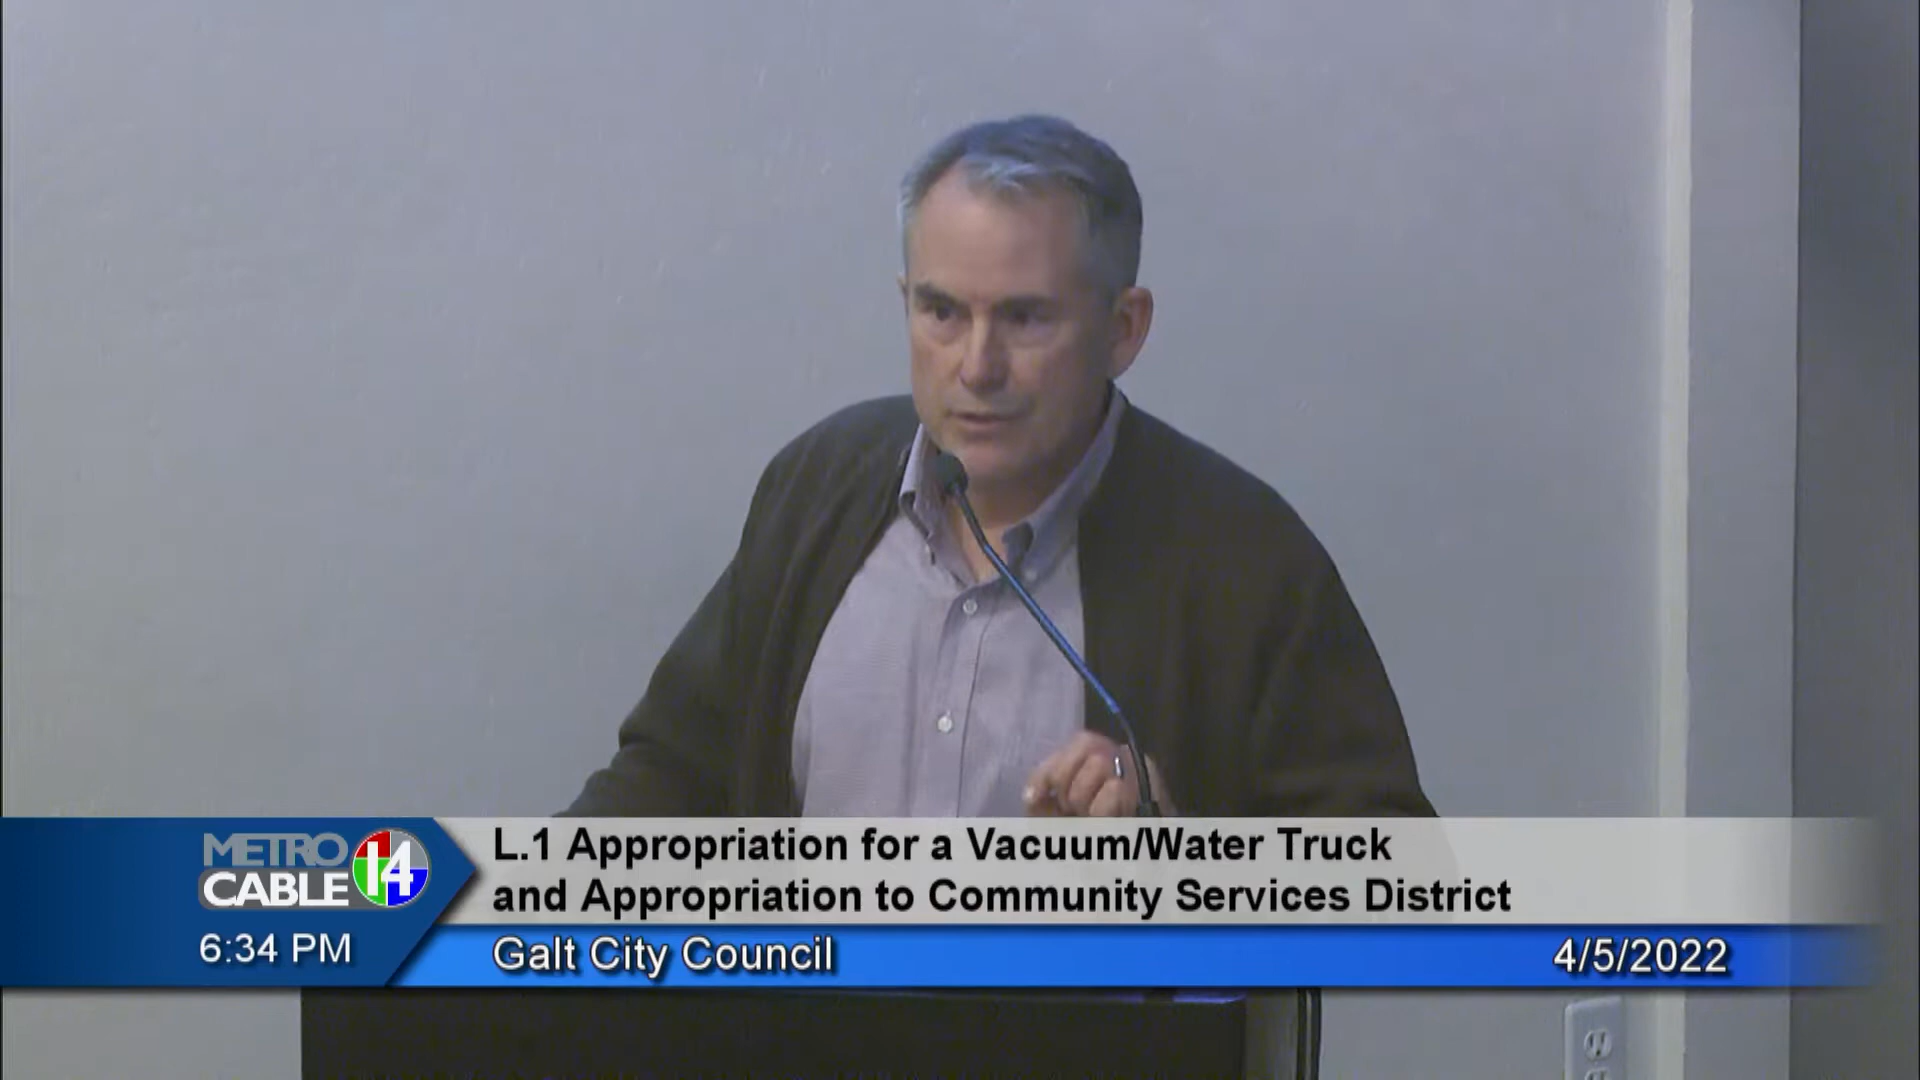 METRO
CABLE 14
6:34 PM
L.1 Appropriation for a Vacuum/Water Truck
and Appropriation to Community Services District
Galt City Council
4/5/2022